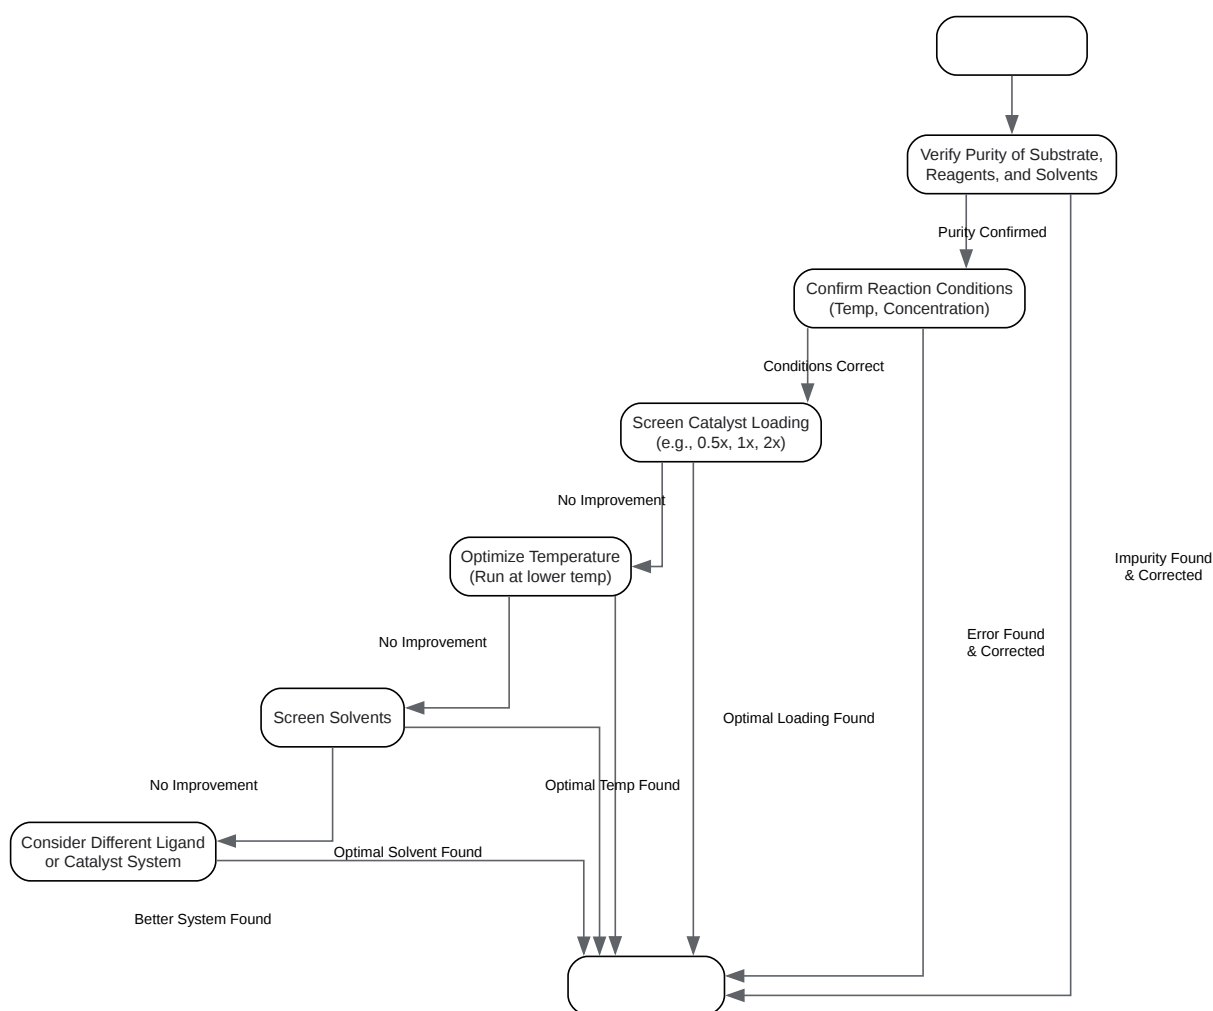 Verify Purity of Substrate,
Reagents, and Solvents
Purity Confirmed
Confirm Reaction Conditions
(Temp, Concentration)
Conditions Correct
Screen Catalyst Loading
(e.g., 0.5x, 1x, 2x)
No Improvement
Optimize Temperature
(Run at lower temp)
Impurity Found
& Corrected
No Improvement
Error Found
& Corrected
Screen Solvents
Optimal Loading Found
No Improvement
Optimal Temp Found
Consider Different Ligand
or Catalyst System
Optimal Solvent Found
Better System Found